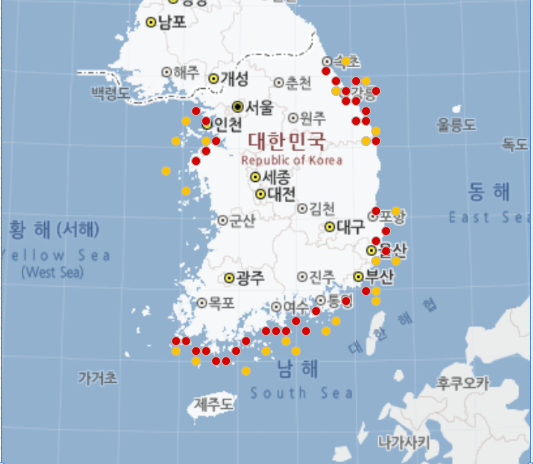 남포
해주
개성
백령도
속초
춘천
강릉
서울
인천
원주
울릉도
독도
대한민국
Republic of Korea
세종
대전
동 해
East Sea
김천
포항
군산
대구
황 해 (서해)
Yellow Sea
(West Sea)
울산
광주
진주
부산
목포
여수
통영
대 한 해 협
가거초
남 해
South Sea
후쿠오카
제주도
나가사키